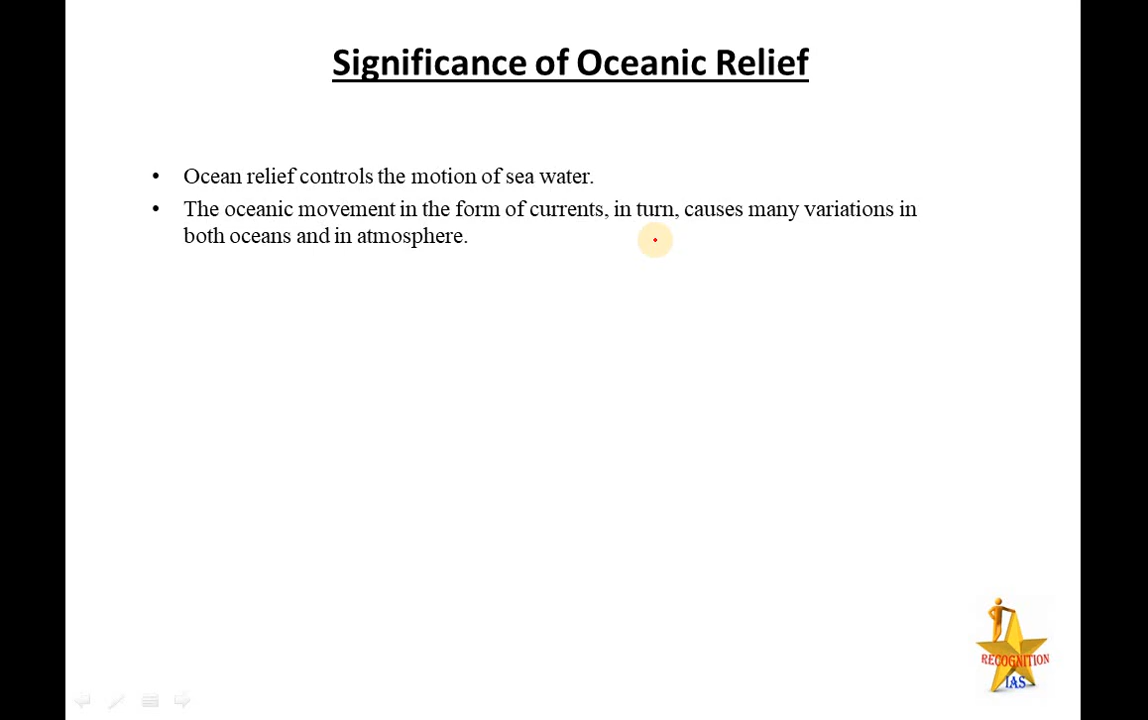 Significance of Oceanic Relief
• Ocean relief controls the motion of sea water.
• The oceanic movement in the form of currents, in turn, causes many variations in
both oceans and in atmosphere.
RECOGNITION
IAS